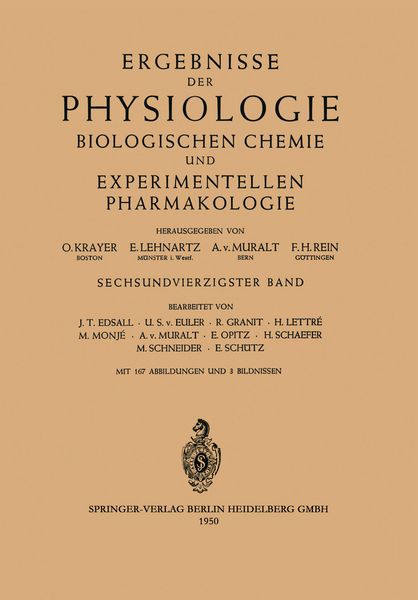 ERGEBNISSE
DER
PHYSIOLOGIE
BIOLOGISCHEN CHEMIE
UND
EXPERIMENTELLEN
PHARMAKOLOGIE
HERAUSGEGEBEN VON
O. KRAYER E. LEHNARTZ A. v. MURALT F. H. REIN
BOSTON MÜNSTER i. Westf. BERN GÖTTINGEN
SECHSUNDVIERZIGSTER BAND
BEARBEITET VON
J. T. EDSALL · U. S. v. EULER · R. GRANIT · H. LETTRÉ
M. MONJÉ · A. v. MURALT · E. OPITZ · H. SCHAEFER
M. SCHNEIDER · E. SCHÜTZ
MIT 167 ABBILDUNGEN UND 3 BILDNISSEN
S
SPRINGER-VERLAG BERLIN HEIDELBERG GMBH
1950